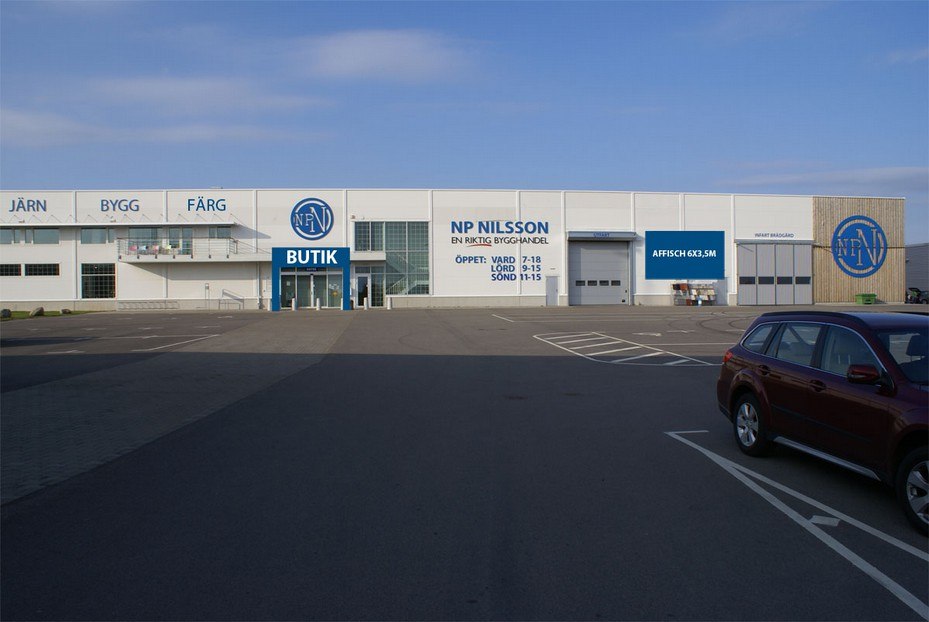 JÄRN
BYGG
FÄRG
NPN
BUTIK
NP NILSSON
EN RIKTIG BYGGHANDEL
ÖPPET: VARD 7-18
LÖRD 9-15
SÖND 11-15
AFFISCH 6X3,5M
INFART BRÄDGÅRD
NPN